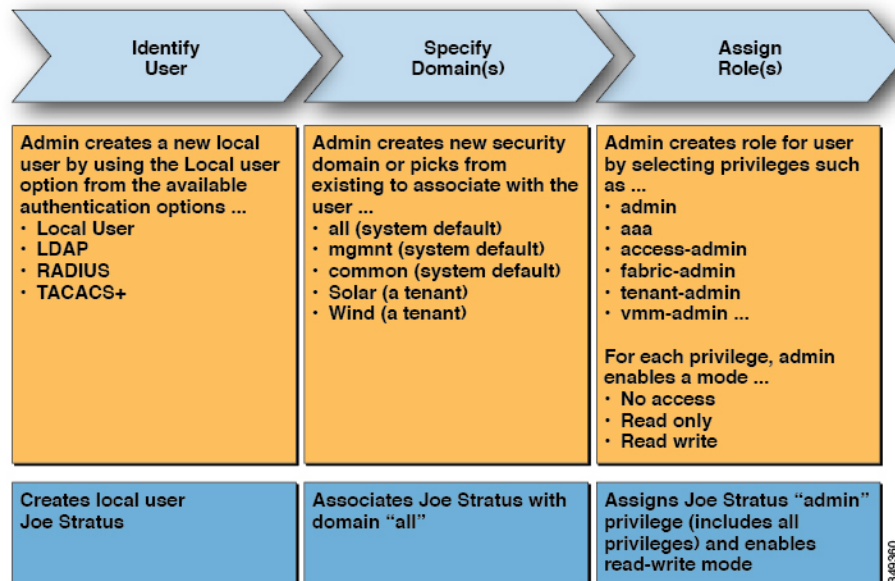 Identify
User
Specify
Domain(s)
Assign
Role(s)
Admin creates a new local
user by using the Local user
option from the available
authentication options ...
• Local User
• LDAP
• RADIUS
• TACACS+
Admin creates new security
domain or picks from
existing to associate with the
user ...
• all (system default)
• mgmnt (system default)
• common (system default)
• Solar (a tenant)
• Wind (a tenant)
Admin creates role for user
by selecting privileges such
as ...
• admin
• aaa
• access-admin
• fabric-admin
• tenant-admin
• vmm-admin ...
For each privilege, admin
enables a mode ...
• No access
• Read only
• Read write
Creates local user
Joe Stratus
Associates Joe Stratus with
domain “all”
Assigns Joe Stratus “admin”
privilege (includes all
privileges) and enables
read-write mode